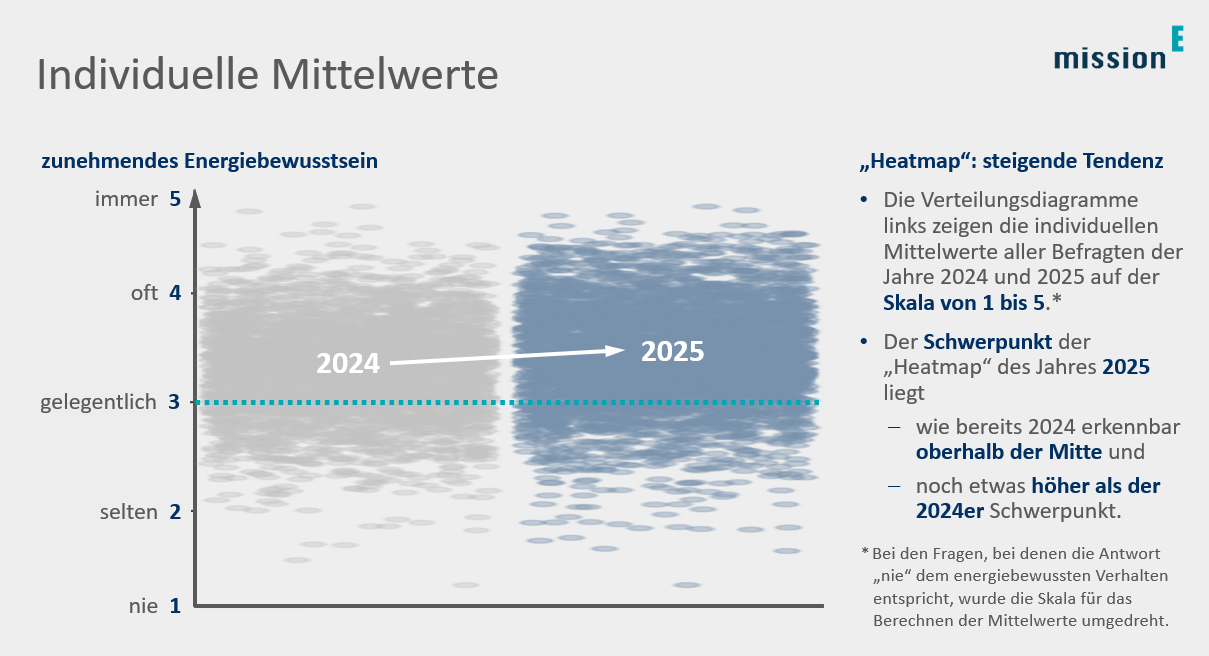 Individuelle Mittelwerte
missionE
zunehmendes Energiebewusstsein
immer 5
oft 4
gelegentlich 3
selten 2
nie 1
2024
2025
„Heatmap“: steigende Tendenz
• Die Verteilungsdiagramme
links zeigen die individuellen
Mittelwerte aller Befragten der
Jahre 2024 und 2025 auf der
Skala von 1 bis 5.*
• Der Schwerpunkt der
„Heatmap“ des Jahres 2025
liegt
– wie bereits 2024 erkennbar
oberhalb der Mitte und
– noch etwas höher als der
2024er Schwerpunkt.
* Bei den Fragen, bei denen die Antwort
„nie“ dem energiebewussten Verhalten
entspricht, wurde die Skala für das
Berechnen der Mittelwerte umgedreht.